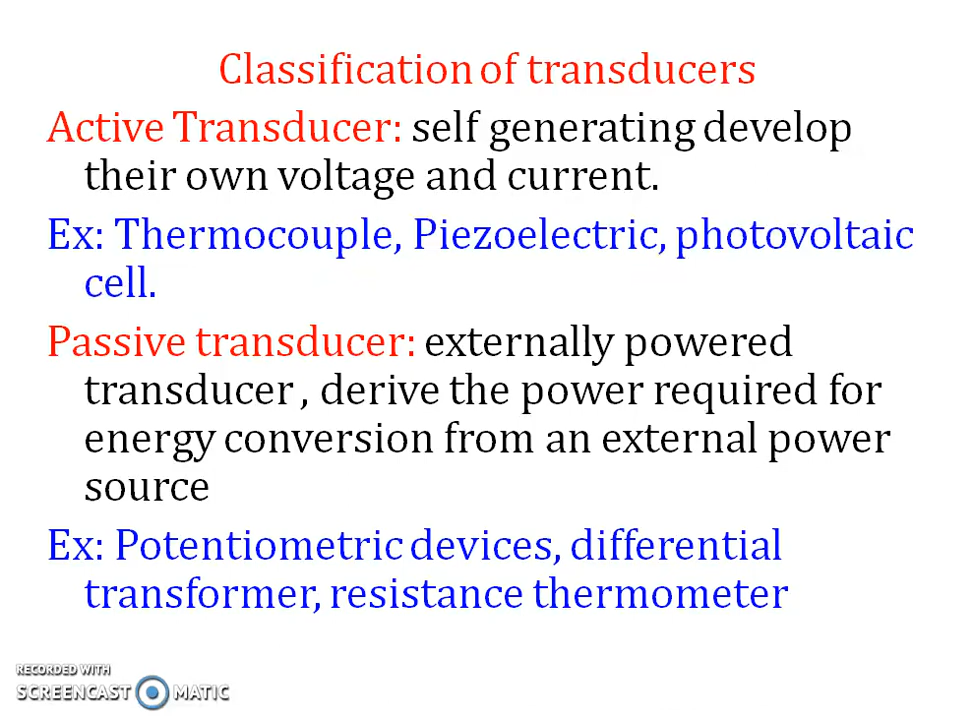 Classification of transducers
Active Transducer: self generating develop
their own voltage and current.
Ex: Thermocouple, Piezoelectric, photovoltaic
cell.
Passive transducer: externally powered
transducer , derive the power required for
energy conversion from an external power
source
Ex: Potentiometric devices, differential
transformer, resistance thermometer
RECORDED WITH
SCREENCAST MATIC